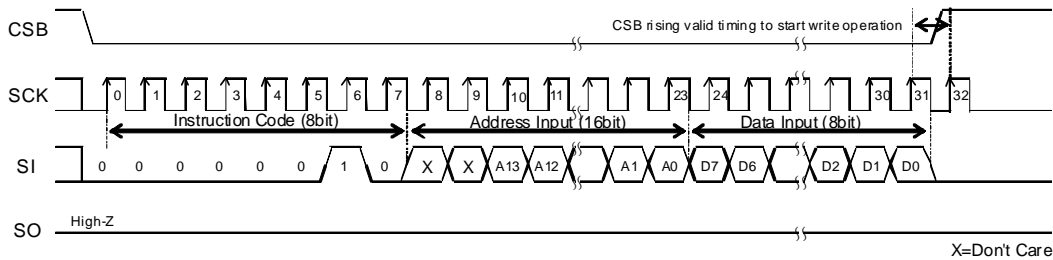 CSB
CSB rising valid timing to start write operation
SCK 0 1 2 3 4 5 6 7 8 9 10 11 23 24 30 31 32
Instruction Code (8bit) Address Input (16bit) Data Input (8bit)
SI 0 0 0 0 0 0 1 0 X X A13 A12 A1 A0 D7 D6 D2 D1 D0
High-Z
SO
X=Don't Care